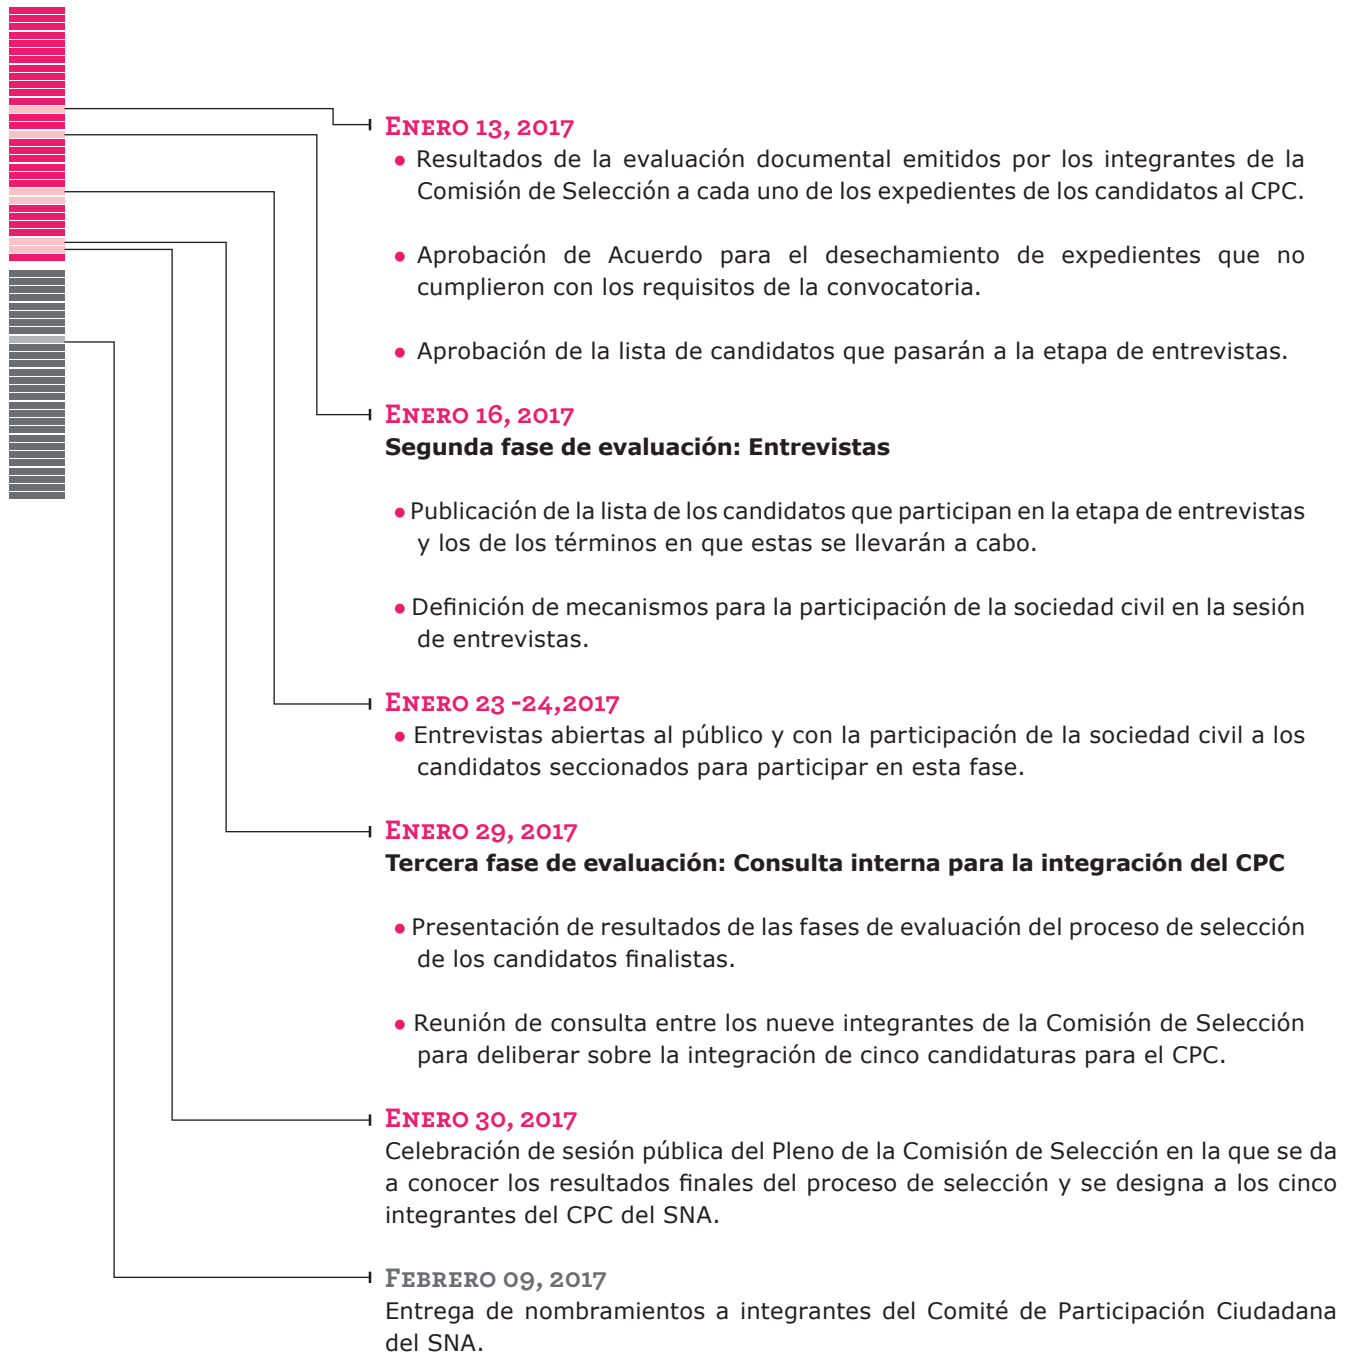 Enero 13, 2017
• Resultados de la evaluación documental emitidos por los integrantes de la
Comisión de Selección a cada uno de los expedientes de los candidatos al CPC.
• Aprobación de Acuerdo para el desechamiento de expedientes que no
cumplieron con los requisitos de la convocatoria.
• Aprobación de la lista de candidatos que pasarán a la etapa de entrevistas.
Enero 16, 2017
Segunda fase de evaluación: Entrevistas
• Publicación de la lista de los candidatos que participan en la etapa de entrevistas
y los de los términos en que estas se llevarán a cabo.
• Definición de mecanismos para la participación de la sociedad civil en la sesión
de entrevistas.
Enero 23 -24,2017
• Entrevistas abiertas al público y con la participación de la sociedad civil a los
candidatos seccionados para participar en esta fase.
Enero 29, 2017
Tercera fase de evaluación: Consulta interna para la integración del CPC
• Presentación de resultados de las fases de evaluación del proceso de selección
de los candidatos finalistas.
• Reunión de consulta entre los nueve integrantes de la Comisión de Selección
para deliberar sobre la integración de cinco candidaturas para el CPC.
Enero 30, 2017
Celebración de sesión pública del Pleno de la Comisión de Selección en la que se da
a conocer los resultados finales del proceso de selección y se designa a los cinco
integrantes del CPC del SNA.
Febrero 09, 2017
Entrega de nombramientos a integrantes del Comité de Participación Ciudadana
del SNA.